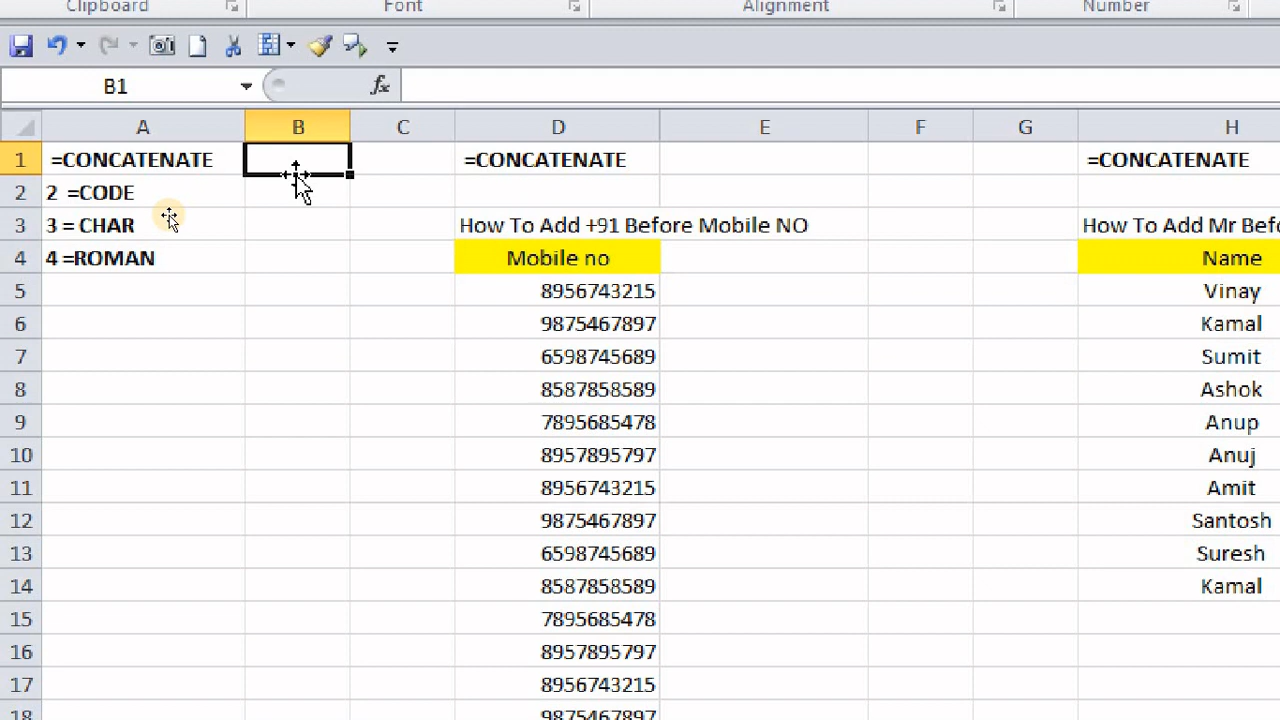 Clipboard Font Alignment Number
B1 fx
A B C D E F G H
1 =CONCATENATE =CONCATENATE =CONCATENATE
2 2 =CODE
3 3 = CHAR How To Add +91 Before Mobile NO How To Add Mr Befo
4 4 =ROMAN Mobile no Name
5 8956743215 Vinay
6 9875467897 Kamal
7 6598745689 Sumit
8 8587858589 Ashok
9 7895685478 Anup
10 8957895797 Anuj
11 8956743215 Amit
12 9875467897 Santosh
13 6598745689 Suresh
14 8587858589 Kamal
15 7895685478
16 8957895797
17 8956743215
18 9875467897